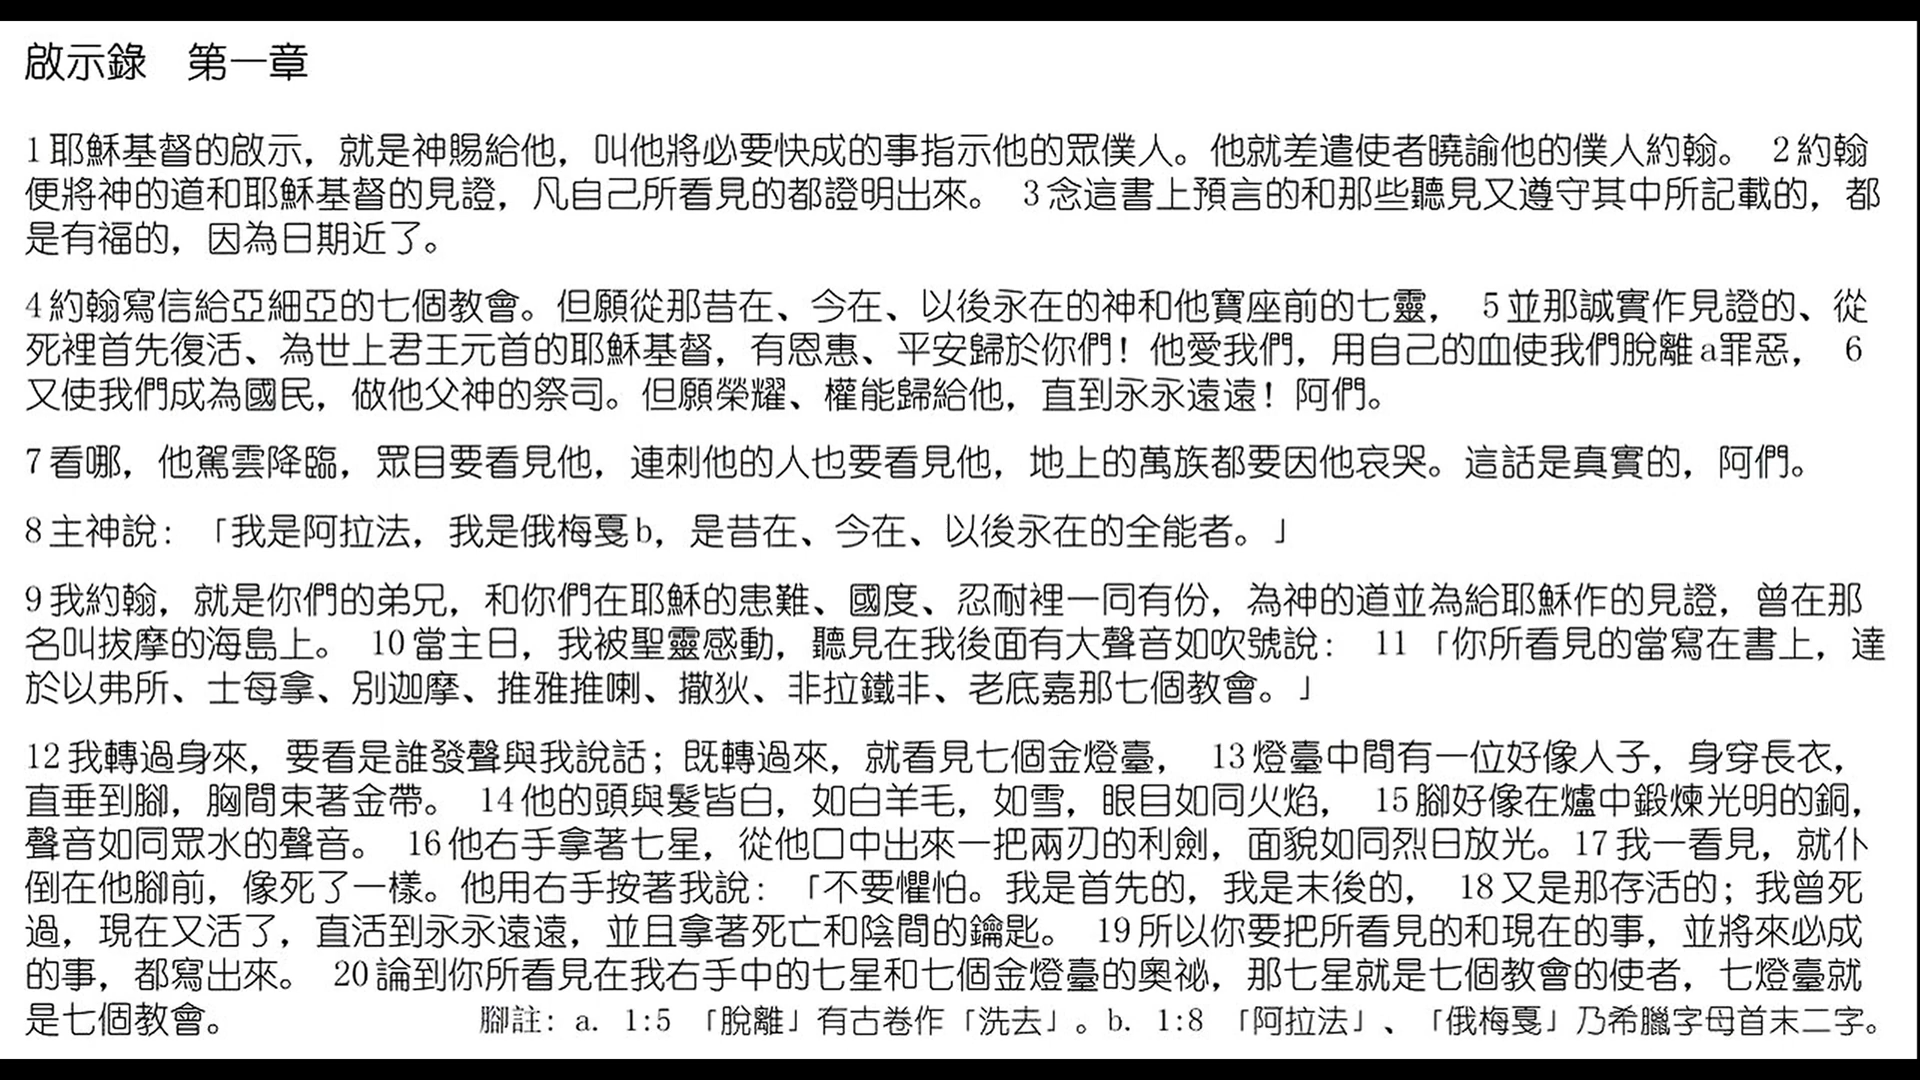 啟示錄　第一章
1耶穌基督的啟示，就是神賜給他，叫他將必要快成的事指示他的眾僕人。他就差遣使者曉諭他的僕人約翰。 2約翰
便將神的道和耶穌基督的見證，凡自己所看見的都證明出來。 3念這書上預言的和那些聽見又遵守其中所記載的，都
是有福的，因為日期近了。
4約翰寫信給亞細亞的七個教會。但願從那昔在、今在、以後永在的神和他寶座前的七靈， 5並那誠實作見證的、從
死裡首先復活、為世上君王元首的耶穌基督，有恩惠、平安歸於你們！他愛我們，用自己的血使我們脫離a罪惡， 6
又使我們成為國民，做他父神的祭司。但願榮耀、權能歸給他，直到永永遠遠！阿們。
7看哪，他駕雲降臨，眾目要看見他，連刺他的人也要看見他，地上的萬族都要因他哀哭。這話是真實的，阿們。
8主神說：「我是阿拉法，我是俄梅戛b，是昔在、今在、以後永在的全能者。」
9我約翰，就是你們的弟兄，和你們在耶穌的患難、國度、忍耐裡一同有份，為神的道並為給耶穌作的見證，曾在那
名叫拔摩的海島上。 10當主日，我被聖靈感動，聽見在我後面有大聲音如吹號說： 11「你所看見的當寫在書上，達
於以弗所、士每拿、別迦摩、推雅推喇、撒狄、非拉鐵非、老底嘉那七個教會。」
12我轉過身來，要看是誰發聲與我說話；既轉過來，就看見七個金燈臺， 13燈臺中間有一位好像人子，身穿長衣，
直垂到腳，胸間束著金帶。 14他的頭與髮皆白，如白羊毛，如雪，眼目如同火焰， 15腳好像在爐中鍛煉光明的銅，
聲音如同眾水的聲音。 16他右手拿著七星，從他口中出來一把兩刃的利劍，面貌如同烈日放光。17我一看見，就仆
倒在他腳前，像死了一樣。他用右手按著我說：「不要懼怕。我是首先的，我是末後的， 18又是那存活的；我曾死
過，現在又活了，直活到永永遠遠，並且拿著死亡和陰間的鑰匙。 19所以你要把所看見的和現在的事，並將來必成
的事，都寫出來。 20論到你所看見在我右手中的七星和七個金燈臺的奧祕，那七星就是七個教會的使者，七燈臺就
是七個教會。 腳註：a. 1:5 「脫離」有古卷作「洗去」。b. 1:8 「阿拉法」、「俄梅戛」乃希臘字母首末二字。